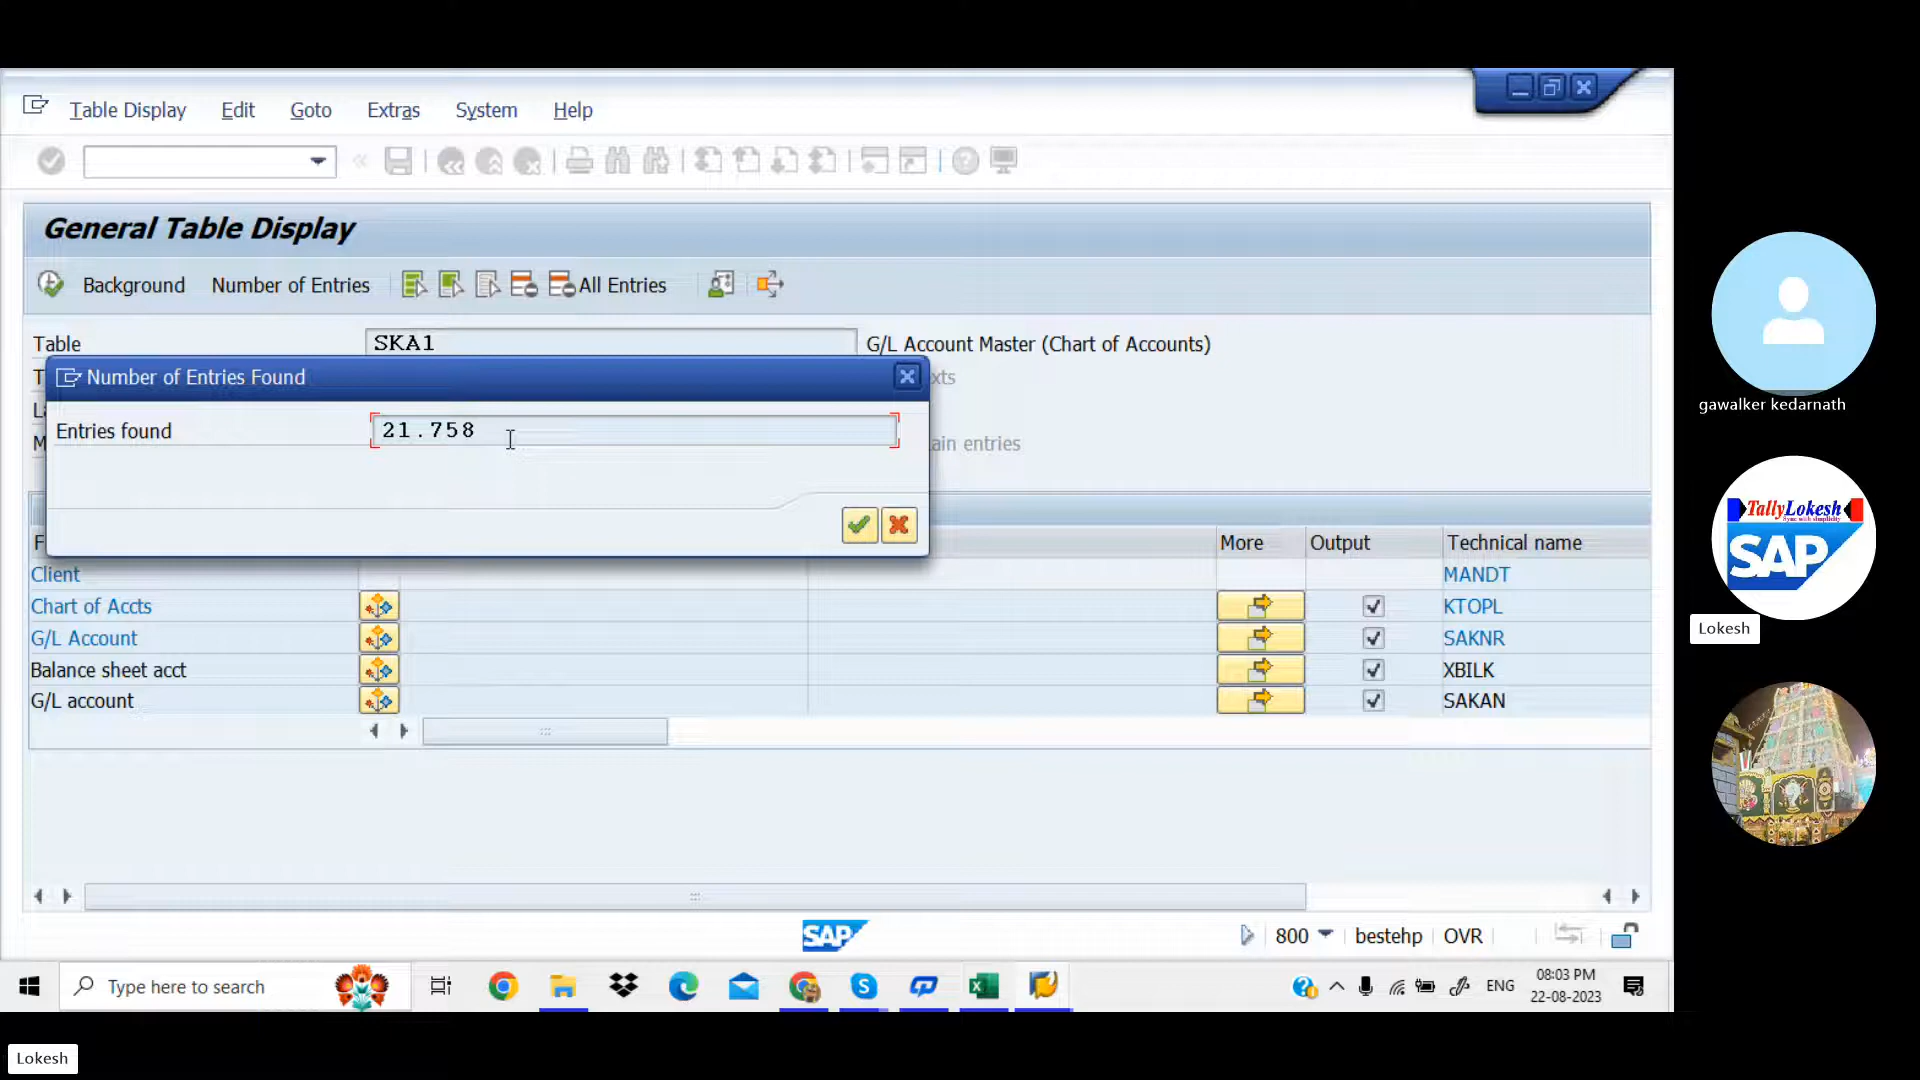 Table Display Edit Goto Extras System Help
General Table Display
Background Number of Entries All Entries
Table SKA1 G/L Account Master (Chart of Accounts)
Number of Entries Found
Entries found 21.758
ain entries
More Output Technical name
Client MANDT
Chart of Accts KTOPL
G/L Account SAKNR
Balance sheet acct XBILK
G/L account SAKAN
SAP 800 bestehp OVR
Type here to search
ENG 08:03 PM
22-08-2023
gawalker kedarnath
TallyLokesh
Sync with simplicity
SAP
Lokesh
Lokesh